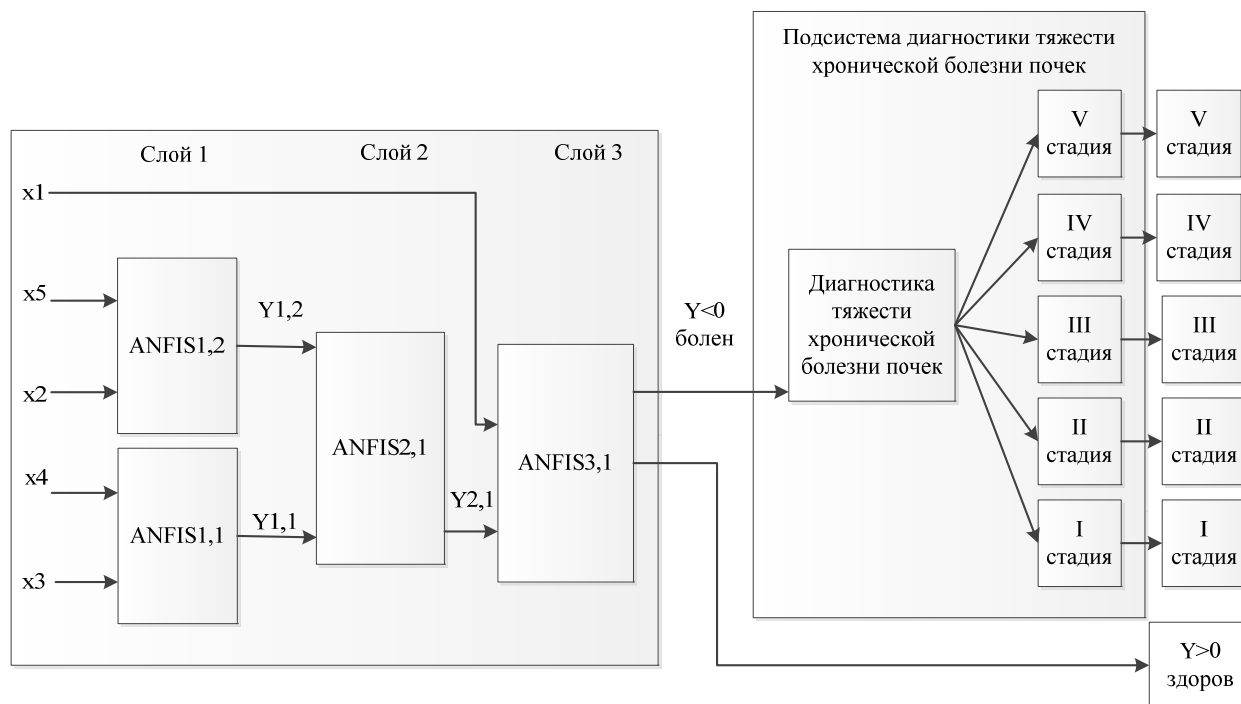 Подсистема диагностики тяжести
хронической болезни почек
Слой 1
Слой 2
Слой 3
x1
x5
x2
x4
x3
ANFIS1,2
ANFIS1,1
Y1,2
Y1,1
ANFIS2,1
Y2,1
ANFIS3,1
Y<0
болен
Диагностика
тяжести
хронической
болезни почек
V
стадия
V
стадия
IV
стадия
IV
стадия
III
стадия
III
стадия
II
стадия
II
стадия
I
стадия
I
стадия
Y>0
здоров